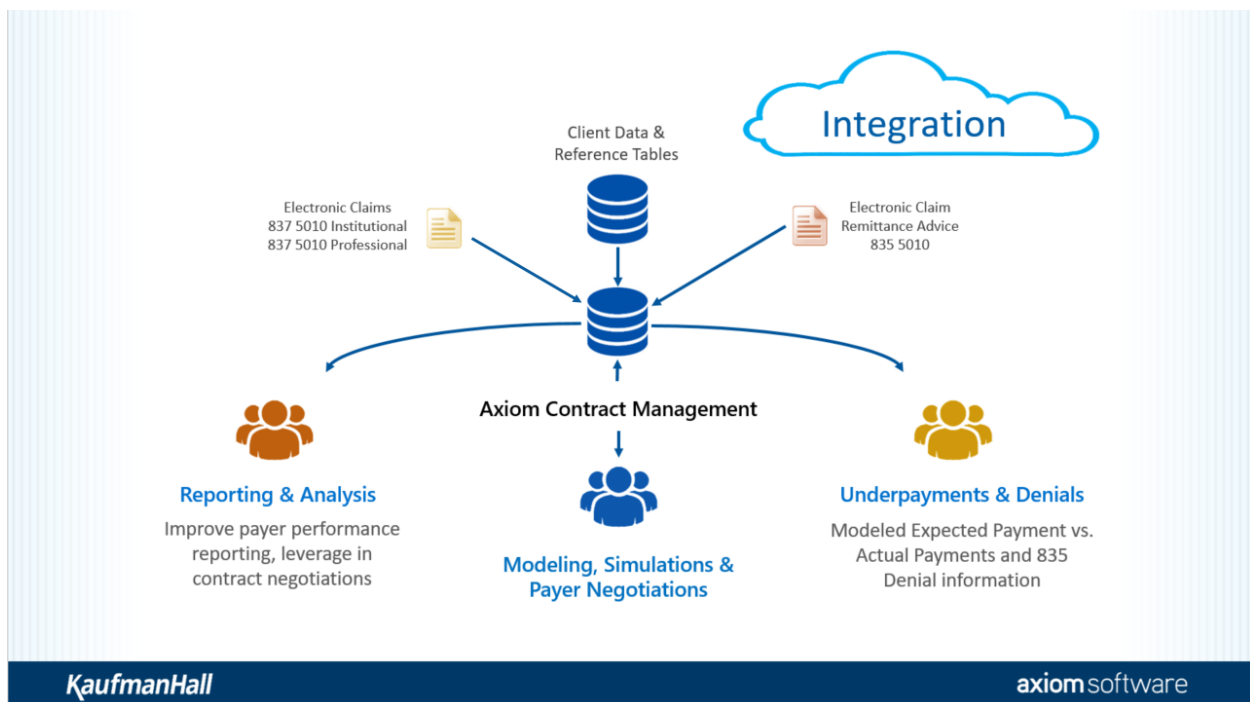 Integration
Client Data &
Reference Tables
Electronic Claims
837 5010 Institutional
837 5010 Professional
Electronic Claim
Remittance Advice
835 5010
Axiom Contract Management
Reporting & Analysis
Improve payer performance
reporting, leverage in
contract negotiations
Modeling, Simulations &
Payer Negotiations
Underpayments & Denials
Modeled Expected Payment vs.
Actual Payments and 835
Denial information
KaufmanHall
axiom software